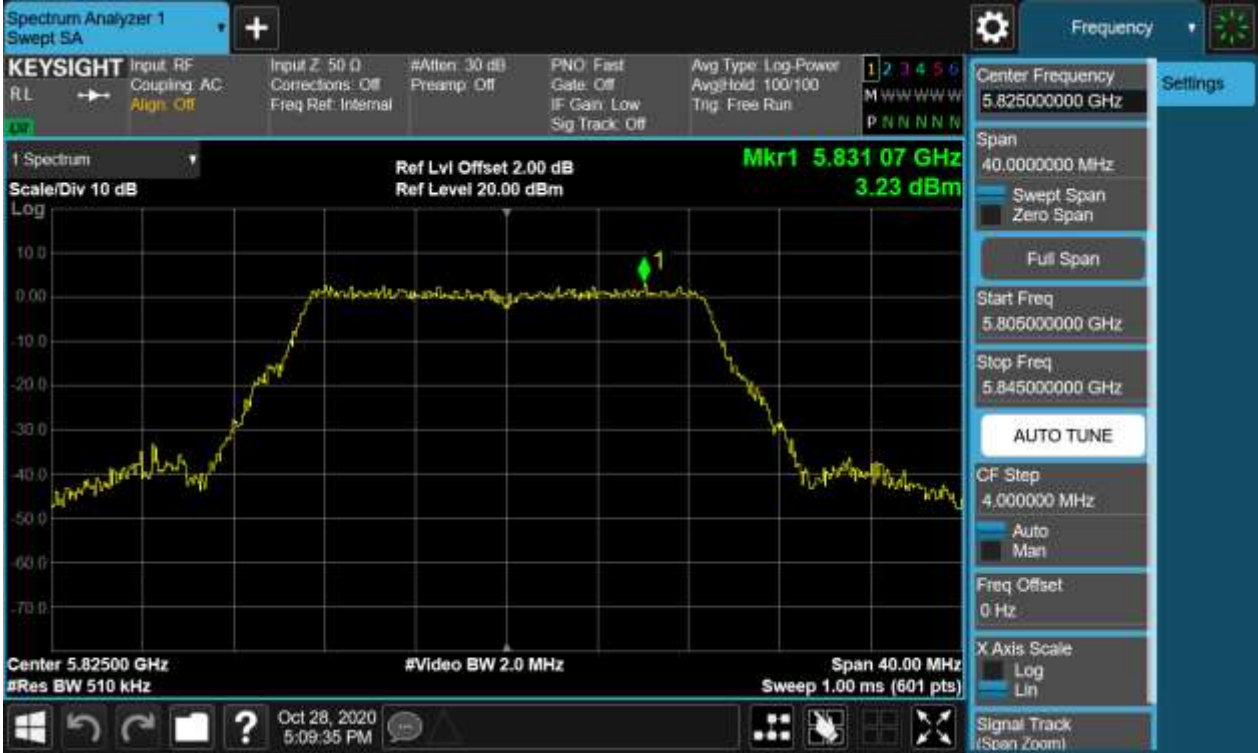 Spectrum Analyzer 1
Swept SA
+
Frequency
KEYSIGHT
RL
Input: RF
Coupling: AC
Align: Off
Input Z: 50 Ω
Corrections: Off
Freq Ref: Internal
#Atten: 30 dB
Preamp: Off
PNO: Fast
Gate: Off
IF Gain: Low
Sig Track: Off
Avg Type: Log-Power
Avg|Hold: 100/100
Trig: Free Run
1 2 3 4 5 6
M W W W W W
P N N N N N
1 Spectrum
Scale/Div 10 dB
Log
Ref Lvl Offset 2.00 dB
Ref Level 20.00 dBm
Mkr1 5.831 07 GHz
3.23 dBm
1
10.0
0.00
-10.0
-20.0
-30.0
-40.0
-50.0
-60.0
-70.0
Center 5.82500 GHz
#Res BW 510 kHz
#Video BW 2.0 MHz
Span 40.00 MHz
Sweep 1.00 ms (601 pts)
?
Oct 28, 2020
5:09:35 PM
Center Frequency
5.825000000 GHz
Settings
Span
40.0000000 MHz
Swept Span
Zero Span
Full Span
Start Freq
5.805000000 GHz
Stop Freq
5.845000000 GHz
AUTO TUNE
CF Step
4.000000 MHz
Auto
Man
Freq Offset
0 Hz
X Axis Scale
Log
Lin
Signal Track
(Span Zoom)